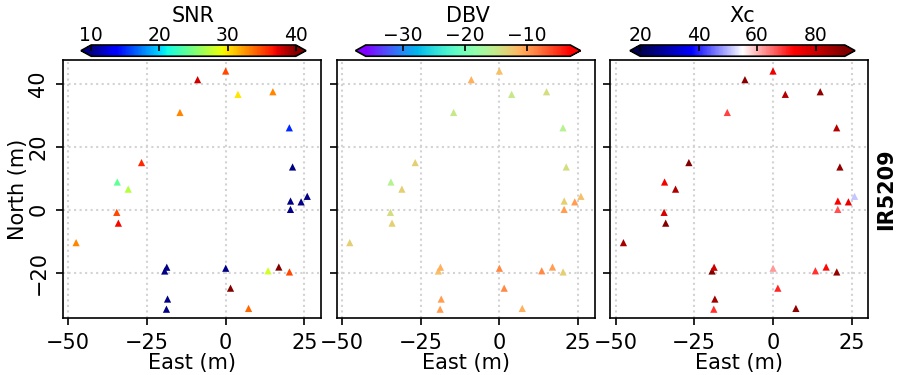 SNR DBV Xc
10 20 30 40 −30 −20 −10 20 40 60 80
40
20
0
−20
North (m)
IR5209
−50 −25 0 25 −50 −25 0 25 −50 −25 0 25
East (m) East (m) East (m)